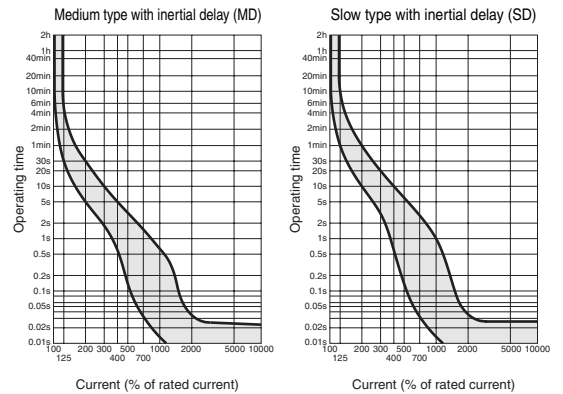 Medium type with inertial delay (MD)
Operating time
2h
1h
40min
20min
10min
6min
4min
2min
1min
30s
20s
10s
5s
2s
1s
0.5s
0.2s
0.1s
0.05s
0.02s
0.01s
100 200 300 500 1000 2000 5000 10000
125 400 700
Current (% of rated current)
Slow type with inertial delay (SD)
Operating time
2h
1h
40min
20min
10min
6min
4min
2min
1min
30s
20s
10s
5s
2s
1s
0.5s
0.2s
0.1s
0.05s
0.02s
0.01s
100 200 300 500 1000 2000 5000 10000
125 400 700
Current (% of rated current)